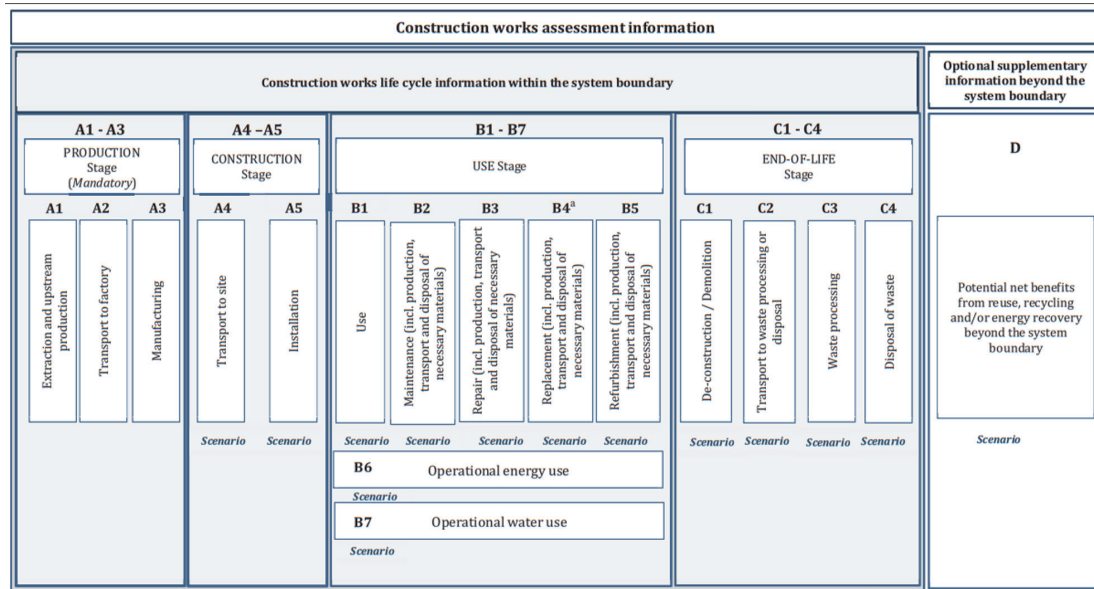 Construction works assessment information
Construction works life cycle information within the system boundary
Optional supplementary
information beyond the
system boundary
A1 - A3
PRODUCTION
Stage
(Mandatory)
A1
A2
A3
Extraction and upstream
production
Transport to factory
Manufacturing
A4 –A5
CONSTRUCTION
Stage
A4
A5
Transport to site
Installation
Scenario
Scenario
B1 - B7
USE Stage
B1
B2
B3
B4ª
B5
Use
Maintenance (incl. production,
transport and disposal of
necessary materials)
Repair (incl. production, transport
and disposal of necessary
materials)
Replacement (incl. production,
transport and disposal of
necessary materials)
Refurbishment (incl. production,
transport and disposal of
necessary materials)
Scenario
Scenario
Scenario
Scenario
Scenario
B6
Operational energy use
Scenario
B7
Operational water use
Scenario
C1 - C4
END-OF-LIFE
Stage
C1
C2
C3
C4
De-construction / Demolition
Transport to waste processing or
disposal
Waste processing
Disposal of waste
Scenario
Scenario
Scenario
Scenario
D
Potential net benefits
from reuse, recycling
and/or energy recovery
beyond the system
boundary
Scenario